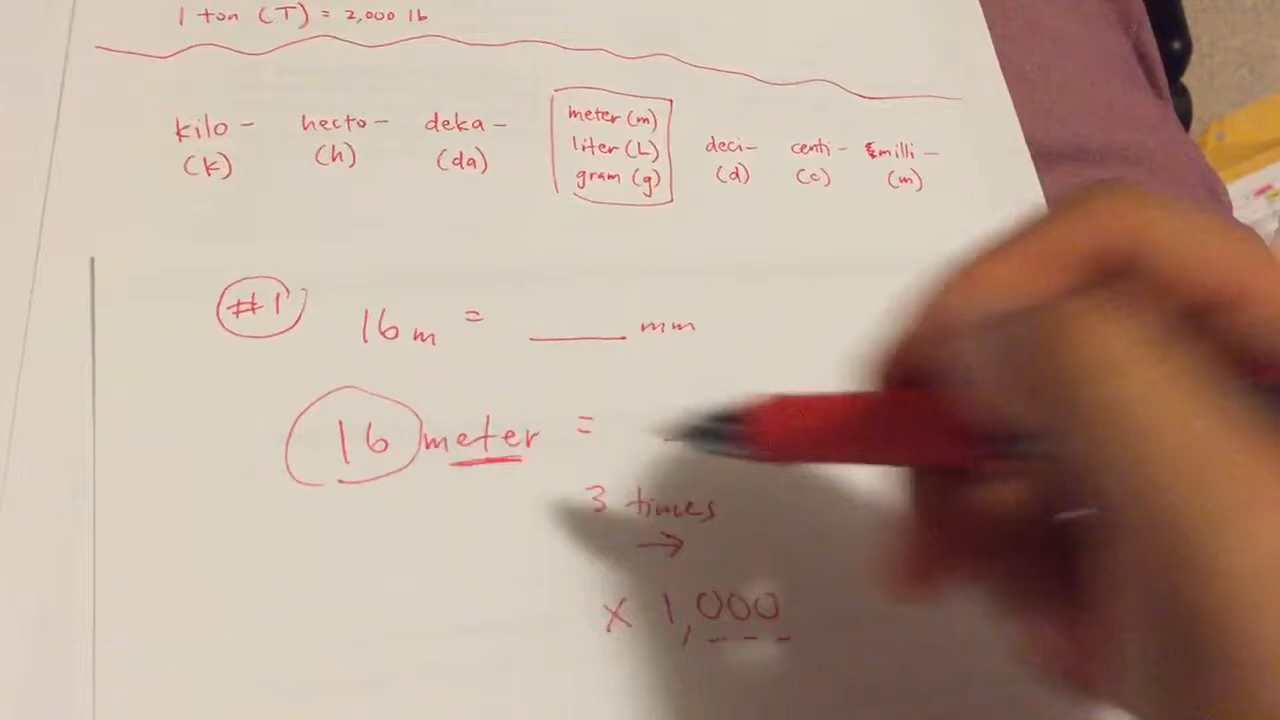 1 ton (T) = 2,000 lb
kilo- hecto- deka- meter (m) liter (L) gram (g) deci- centi- milli-
(k) (h) (da) (d) (c) (m)
#1 16 m = ____ mm
16 meter =
3 times
→
x 1,000